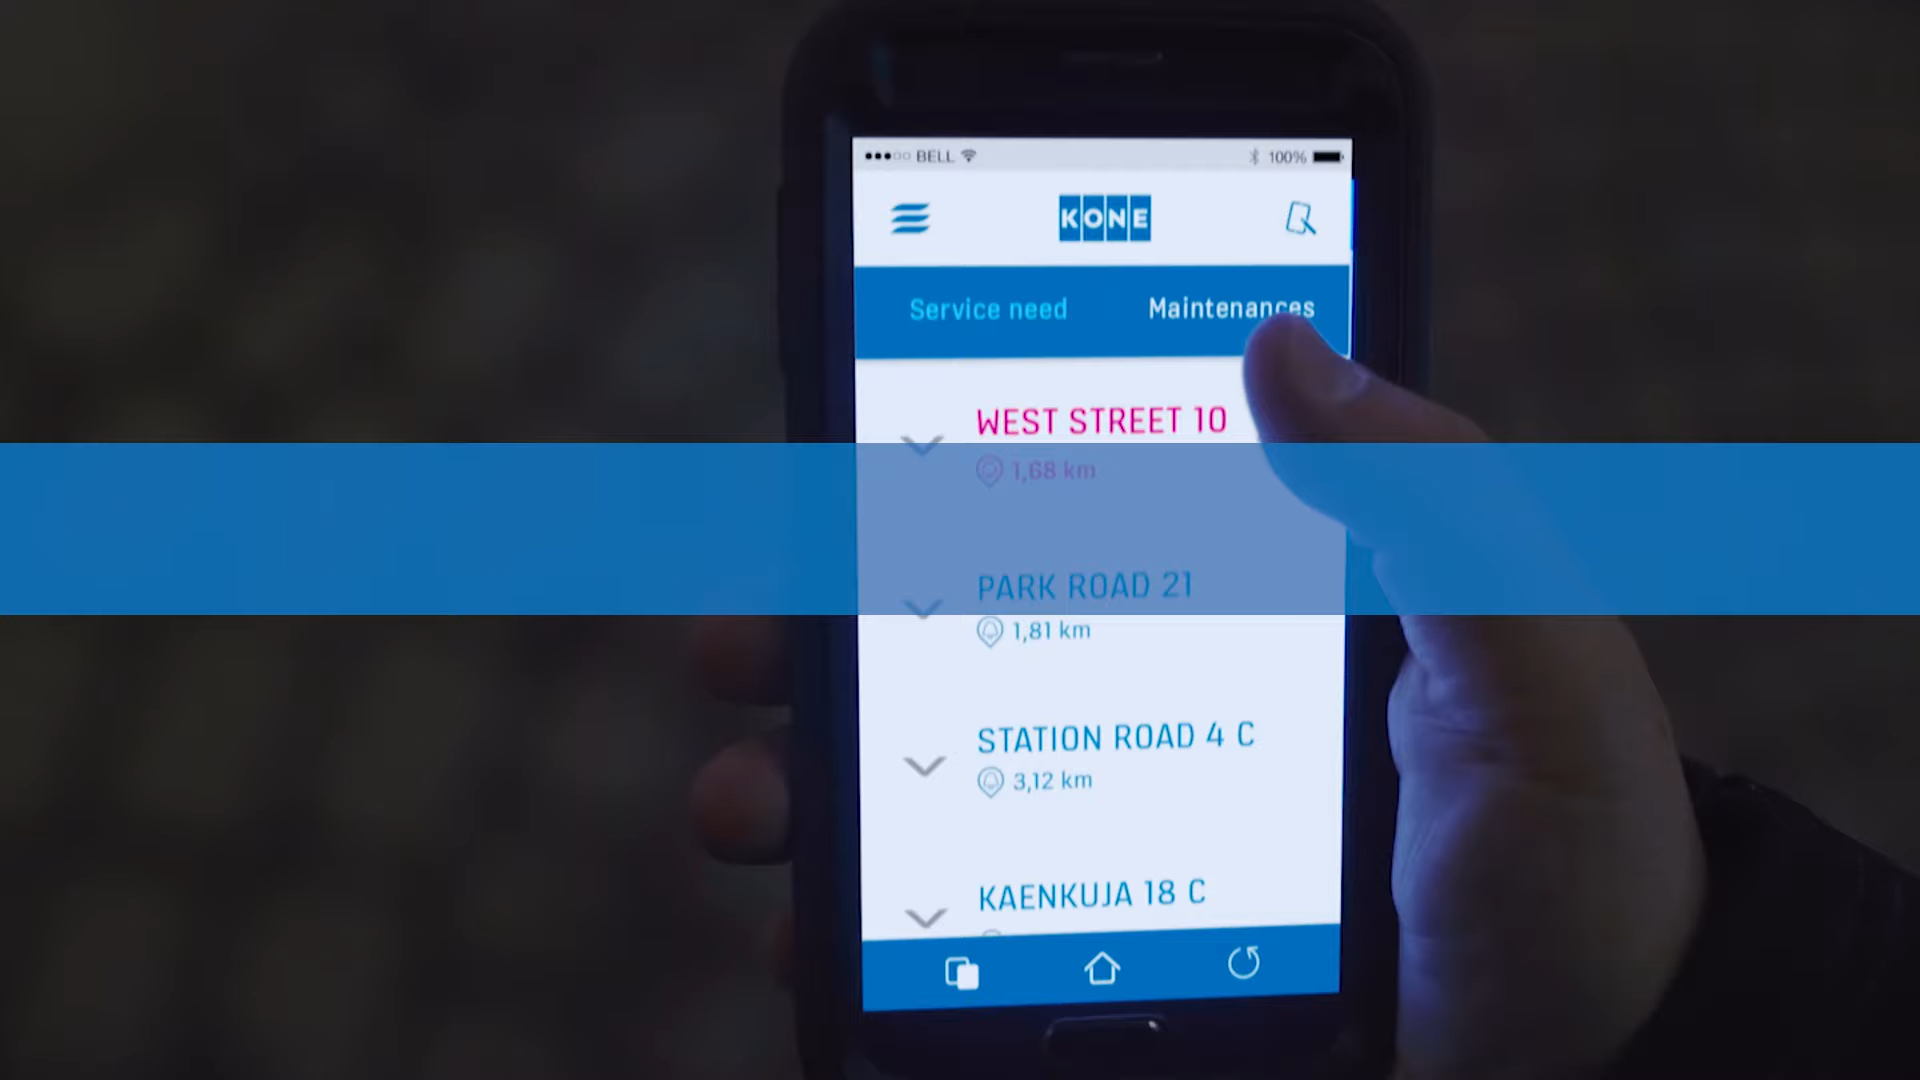 BELL 100%
KONE
Service need Maintenances
WEST STREET 10
1,68 km
PARK ROAD 21
1,81 km
STATION ROAD 4 C
3,12 km
KAENKUJA 18 C